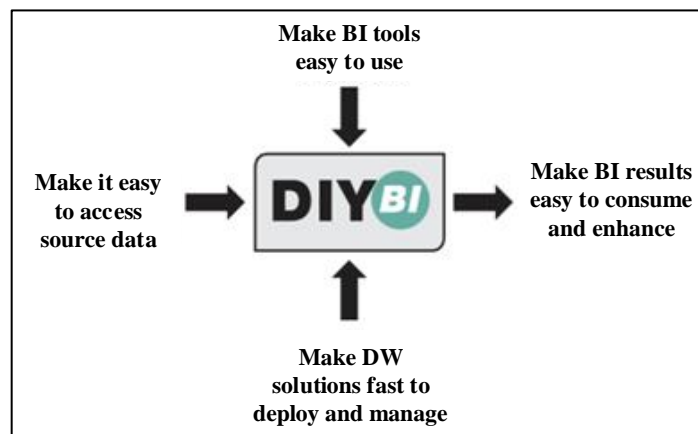 Make BI tools
easy to use
Make it easy
to access
source data
DIY BI
Make BI results
easy to consume
and enhance
Make DW
solutions fast to
deploy and manage